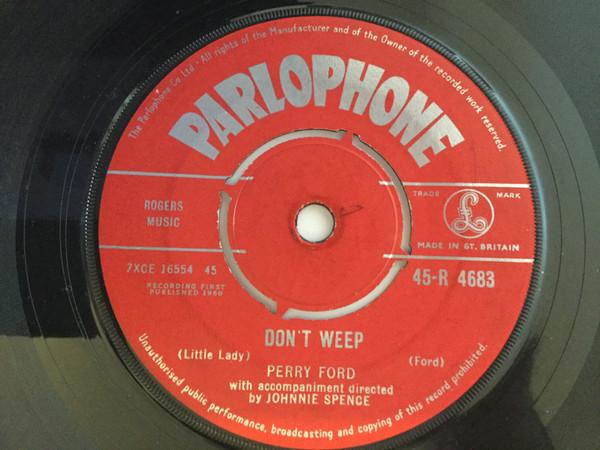 The Parlophone Co Ltd - All rights of the Manufacturer and of the Owner of the recorded work reserved.
PARLOPHONE
TRADE MARK
£
ROGERS
MUSIC
MADE IN GT. BRITAIN
7XCE 16554 45
45-R 4683
RECORDING FIRST
PUBLISHED 1960
DON'T WEEP
(Little Lady)
(Ford)
PERRY FORD
with accompaniment directed
by JOHNNIE SPENCE
Unauthorised public performance, broadcasting and copying of this record prohibited.